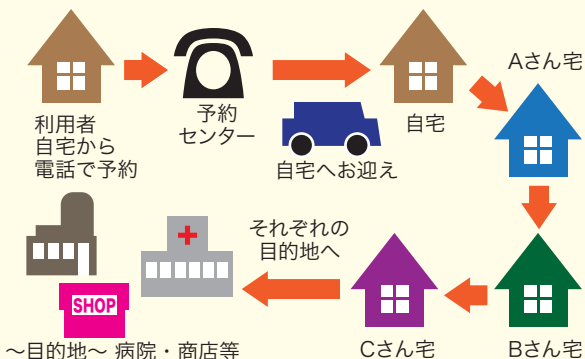 利用者
自宅から
電話で予約
予約
センター
自宅へお迎え
自宅
Aさん宅
Bさん宅
Cさん宅
それぞれの
目的地へ
SHOP
～目的地～ 病院・商店等